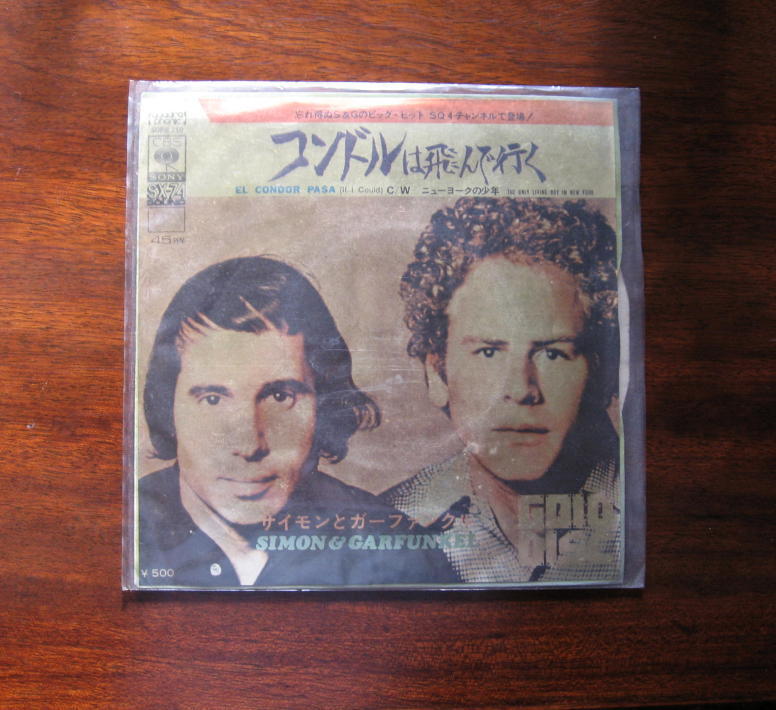 忘れ得ぬS&Gのビッグ・ヒット SQ4チャンネルで登場!
CBS
SONY
SX-74
45RPM
コンドルは飛んで行く
EL CONDOR PASA (If I Could) C/W ニューヨークの少年 THE ONLY LIVING BOY IN NEW YORK
サイモンとガーファンクル
SIMON & GARFUNKEL
GOLD
DISC
¥500